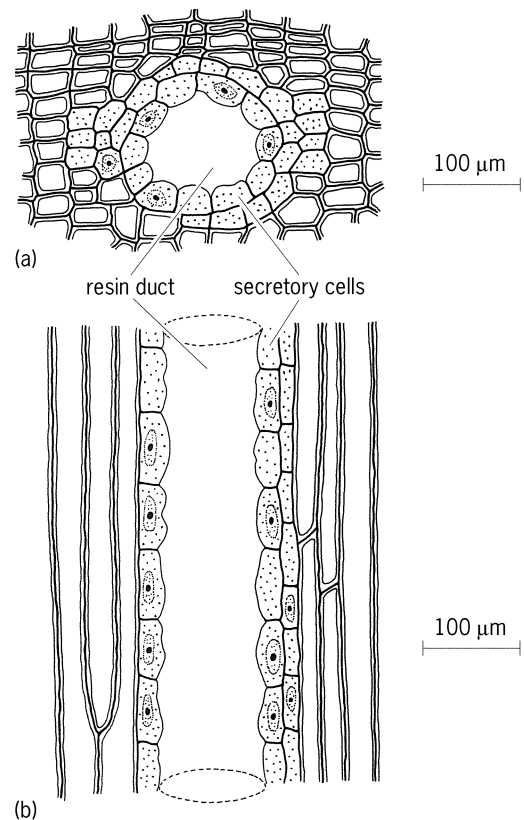 100 μm
(a)
resin duct
secretory cells
100 μm
(b)